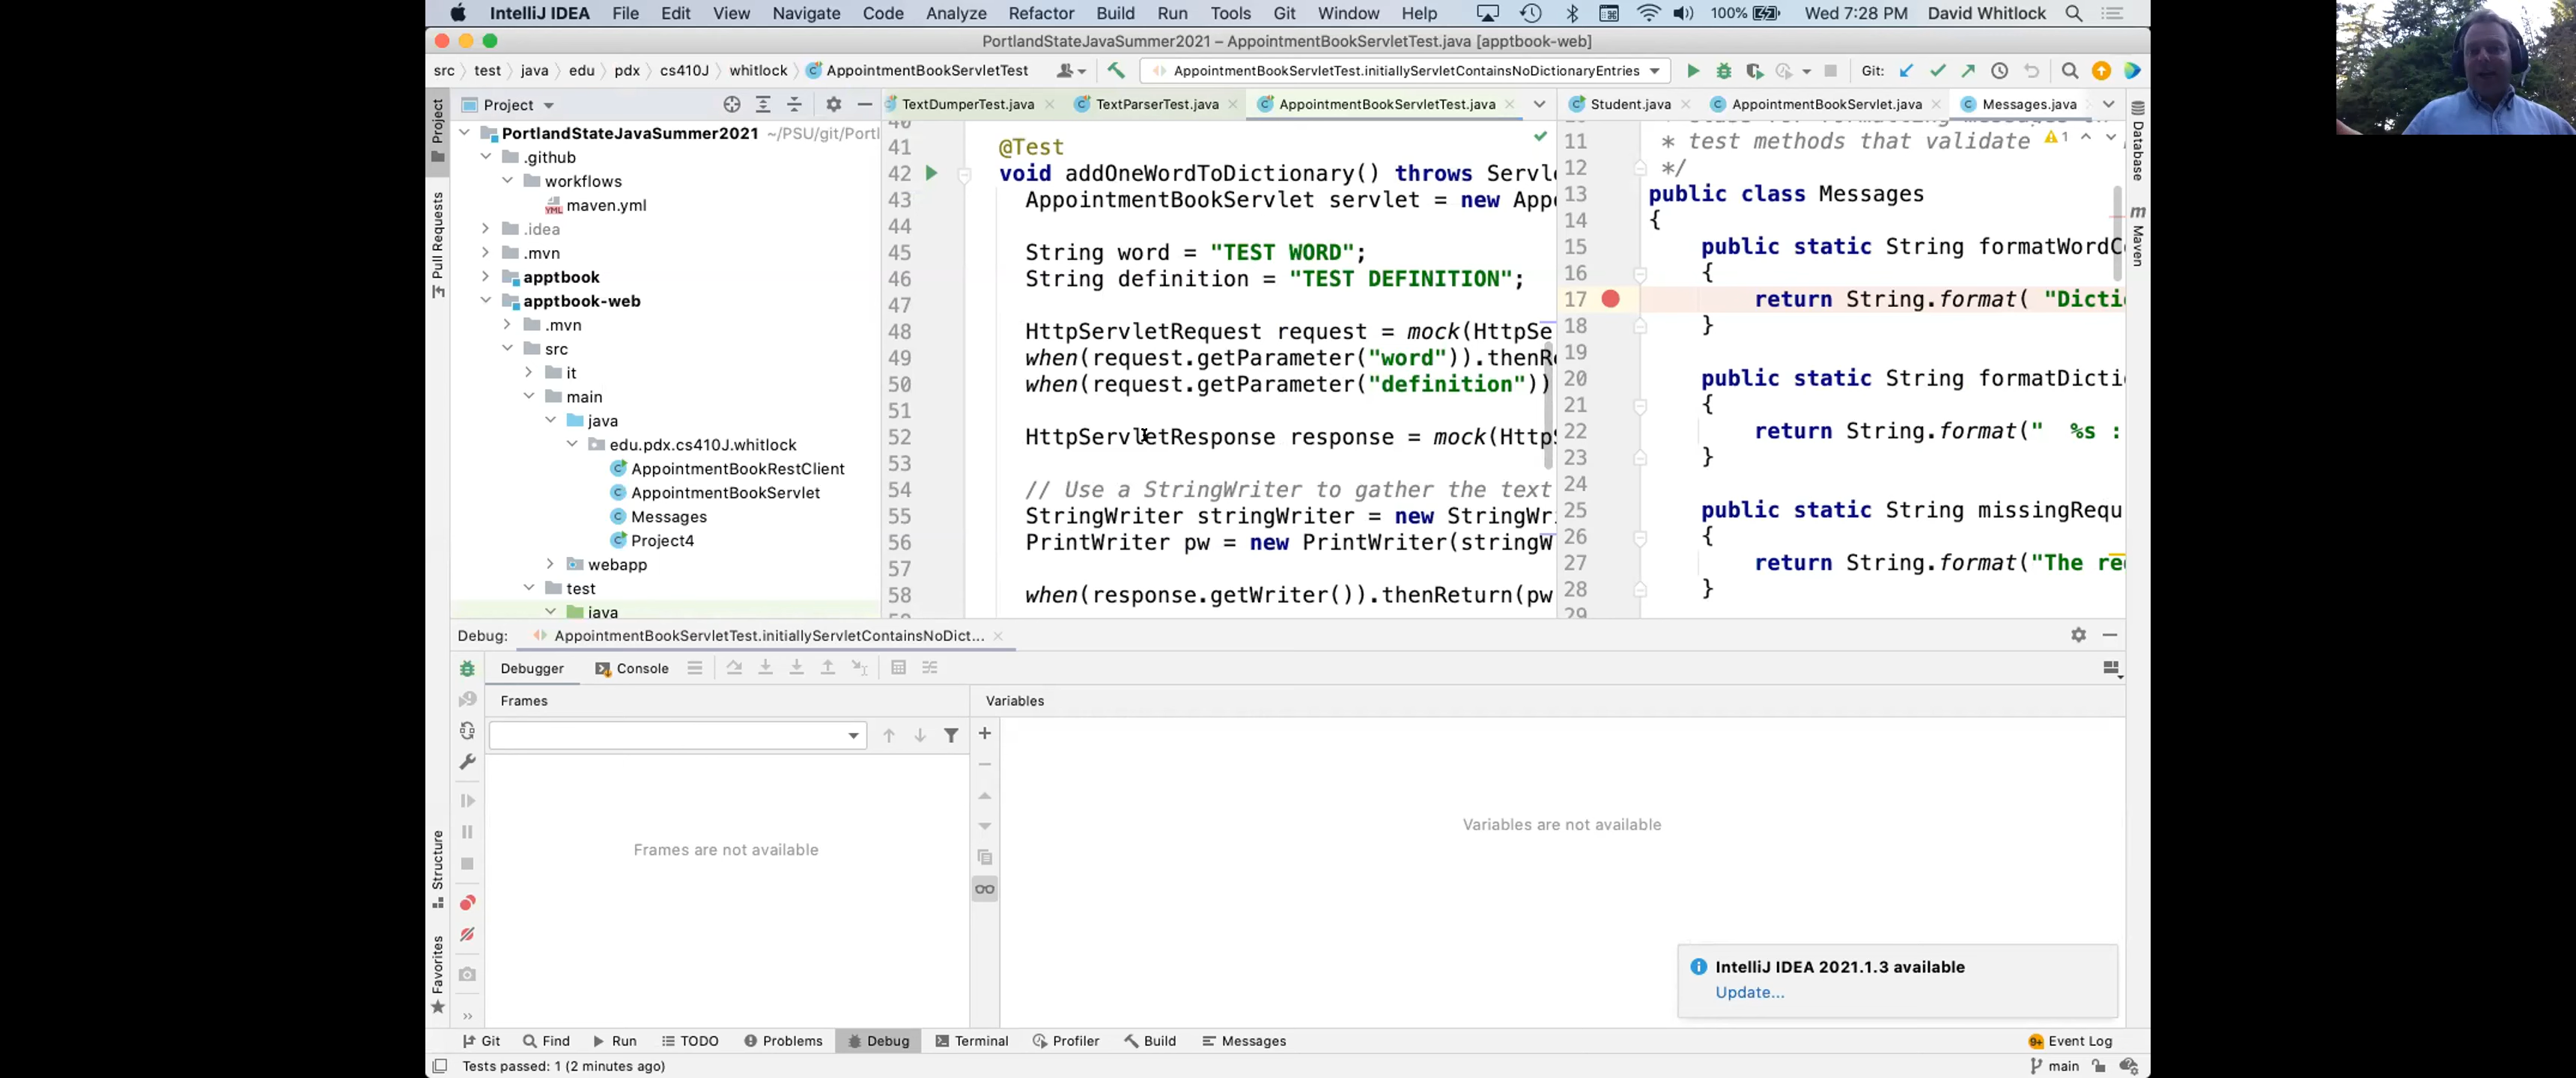 IntelliJ IDEA File Edit View Navigate Code Analyze Refactor Build Run Tools Git Window Help 100% Wed 7:28 PM David Whitlock
PortlandStateJavaSummer2021 – AppointmentBookServletTest.java [apptbook-web]
src test java edu pdx cs410J whitlock AppointmentBookServletTest AppointmentBookServletTest.initiallyServletContainsNoDictionaryEntries Git:
Project
Pull Requests
Structure
Favorites
Project
PortlandStateJavaSummer2021 ~/PSU/git/Portl
.github
workflows
maven.yml
.idea
.mvn
apptbook
apptbook-web
.mvn
src
it
main
java
edu.pdx.cs410J.whitlock
AppointmentBookRestClient
AppointmentBookServlet
Messages
Project4
webapp
test
java
TextDumperTest.java TextParserTest.java AppointmentBookServletTest.java
40
41 @Test
42 void addOneWordToDictionary() throws Servle
43 AppointmentBookServlet servlet = new Appo
44
45 String word = "TEST WORD";
46 String definition = "TEST DEFINITION";
47
48 HttpServletRequest request = mock(HttpSe
49 when(request.getParameter("word")).thenR
50 when(request.getParameter("definition"))
51
52 HttpServletResponse response = mock(HttpS
53
54 // Use a StringWriter to gather the text
55 StringWriter stringWriter = new StringWri
56 PrintWriter pw = new PrintWriter(stringW
57
58 when(response.getWriter()).thenReturn(pw
Student.java AppointmentBookServlet.java Messages.java
11 * test methods that validate 1
12 */
13 public class Messages
14 {
15 public static String formatWordC
16 {
17 return String.format( "Dicti
18 }
19
20 public static String formatDictio
21 {
22 return String.format("  %s :
23 }
24
25 public static String missingRequ
26 {
27 return String.format("The re
28 }
29
Database
Maven
Debug: AppointmentBookServletTest.initiallyServletContainsNoDict...
Debugger Console
Frames Variables
Frames are not available
Variables are not available
IntelliJ IDEA 2021.1.3 available
Update...
Git Find Run TODO Problems Debug Terminal Profiler Build Messages 9+ Event Log
Tests passed: 1 (2 minutes ago) main